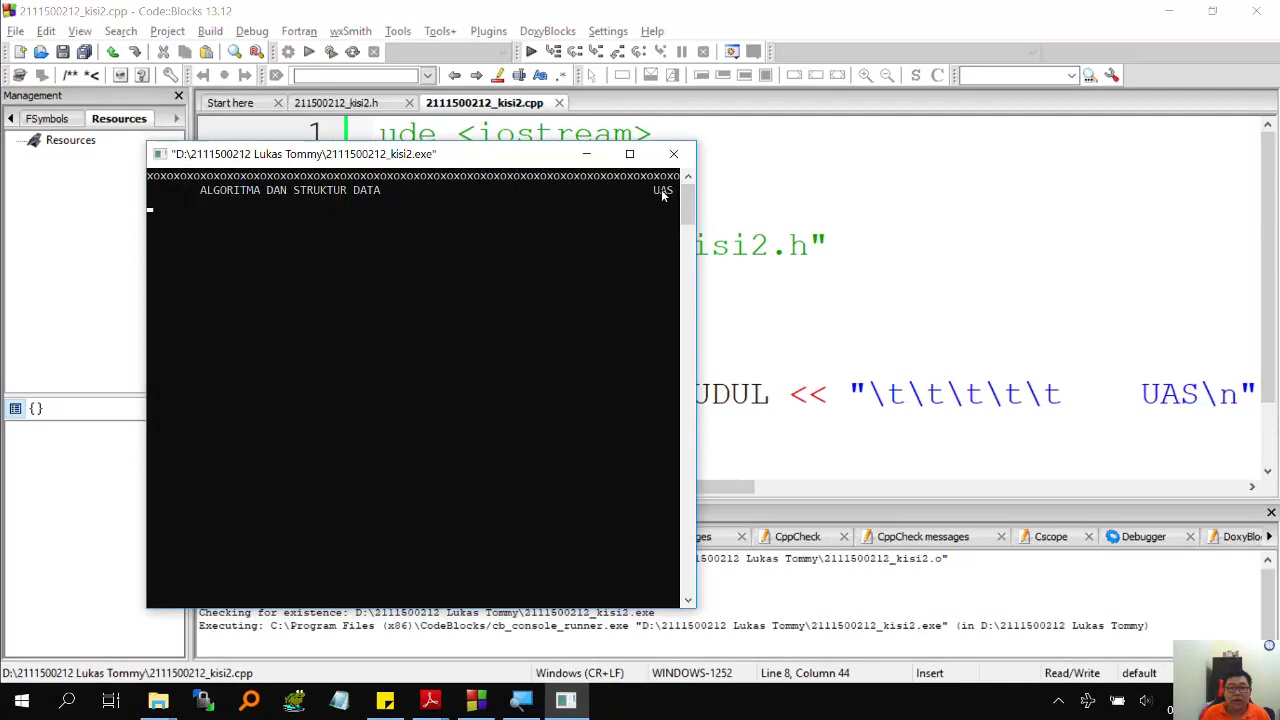 2111500212_kisi2.cpp - Code::Blocks 13.12
File Edit View Search Project Build Debug Fortran wxSmith Tools Tools+ Plugins DoxyBlocks Settings Help
/** *<
S C
Management
FSymbols Resources
Resources
Start here 211500212_kisi2.h 2111500212_kisi2.cpp
1 ude <iostream>
"D:\2111500212 Lukas Tommy\2111500212_kisi2.exe"
xoxoxoxoxoxoxoxoxoxoxoxoxoxoxoxoxoxoxoxoxoxoxoxoxoxoxoxoxoxoxoxoxoxoxoxoxoxoxoxo
ALGORITMA DAN STRUKTUR DATA UAS
isi2.h"
UDUL << "\t\t\t\t\t UAS\n"
{}
ges CppCheck CppCheck messages Cscope Debugger DoxyBlo
2111500212 Lukas Tommy\2111500212_kisi2.o"
Checking for existence: D:\2111500212 Lukas Tommy\2111500212_kisi2.exe
Executing: C:\Program Files (x86)\CodeBlocks/cb_console_runner.exe "D:\2111500212 Lukas Tommy\2111500212_kisi2.exe" (in D:\2111500212 Lukas Tommy)
D:\2111500212 Lukas Tommy\2111500212_kisi2.cpp Windows (CR+LF) WINDOWS-1252 Line 8, Column 44 Insert Read/Write default